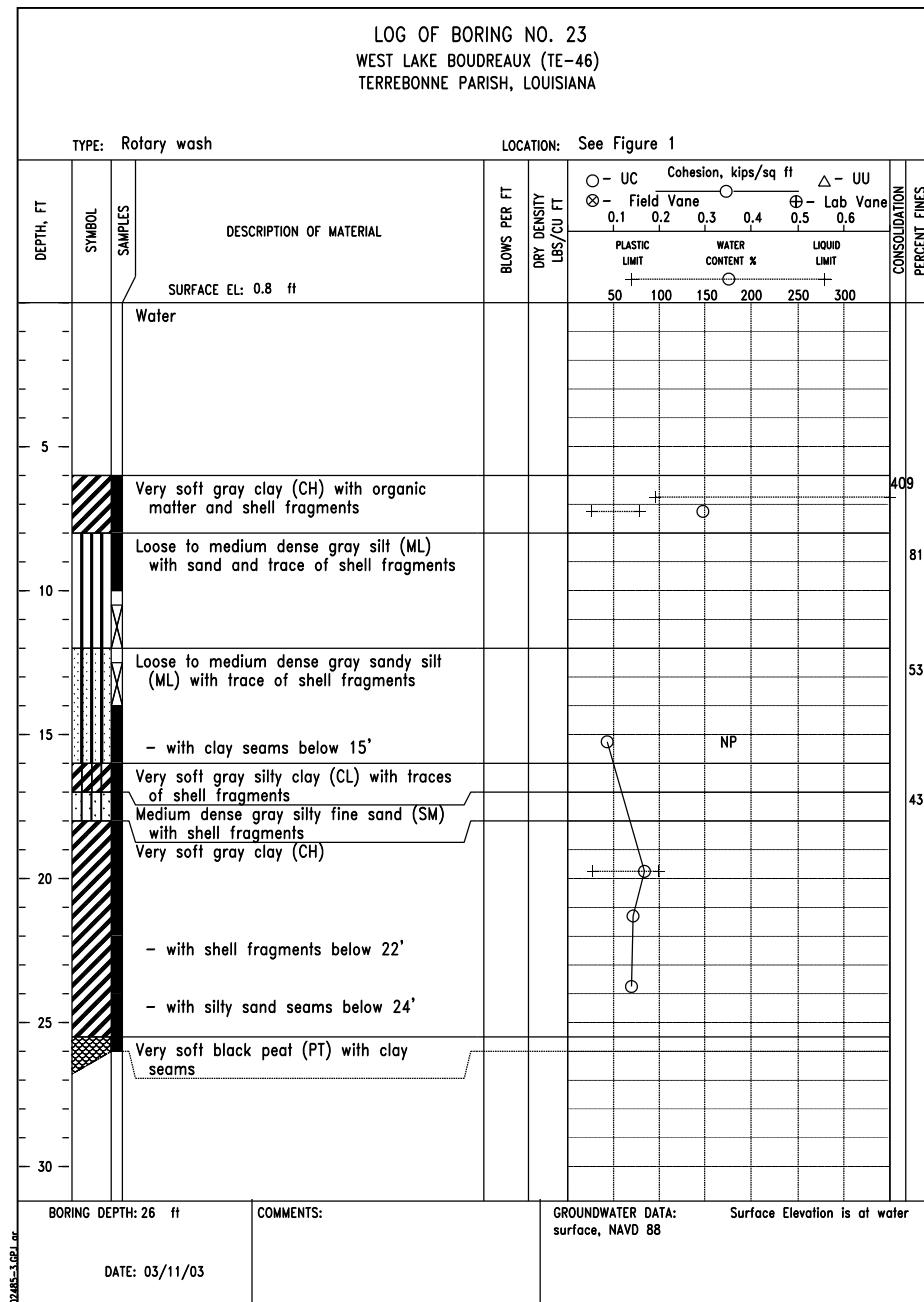 LOG OF BORING NO. 23
WEST LAKE BOUDREAUX (TE-46)
TERREBONNE PARISH, LOUISIANA
TYPE: Rotary wash
LOCATION: See Figure 1
DEPTH, FT
SYMBOL
SAMPLES
DESCRIPTION OF MATERIAL
SURFACE EL: 0.8 ft
BLOWS PER FT
DRY DENSITY
LBS/CU FT
- UC
Cohesion, kips/sq ft
- UU
- Field Vane
- Lab Vane
0.1 0.2 0.3 0.4 0.5 0.6
PLASTIC
LIMIT
WATER
CONTENT %
LIQUID
LIMIT
50 100 150 200 250 300
CONSOLIDATION
PERCENT FINES
Water
5
Very soft gray clay (CH) with organic
matter and shell fragments
409
Loose to medium dense gray silt (ML)
with sand and trace of shell fragments
81
10
Loose to medium dense gray sandy silt
(ML) with trace of shell fragments
53
15
- with clay seams below 15'
NP
Very soft gray silty clay (CL) with traces
of shell fragments
43
Medium dense gray silty fine sand (SM)
with shell fragments
Very soft gray clay (CH)
20
- with shell fragments below 22'
- with silty sand seams below 24'
25
Very soft black peat (PT) with clay
seams
30
BORING DEPTH: 26 ft
DATE: 03/11/03
COMMENTS:
GROUNDWATER DATA: Surface Elevation is at water
surface, NAVD 88